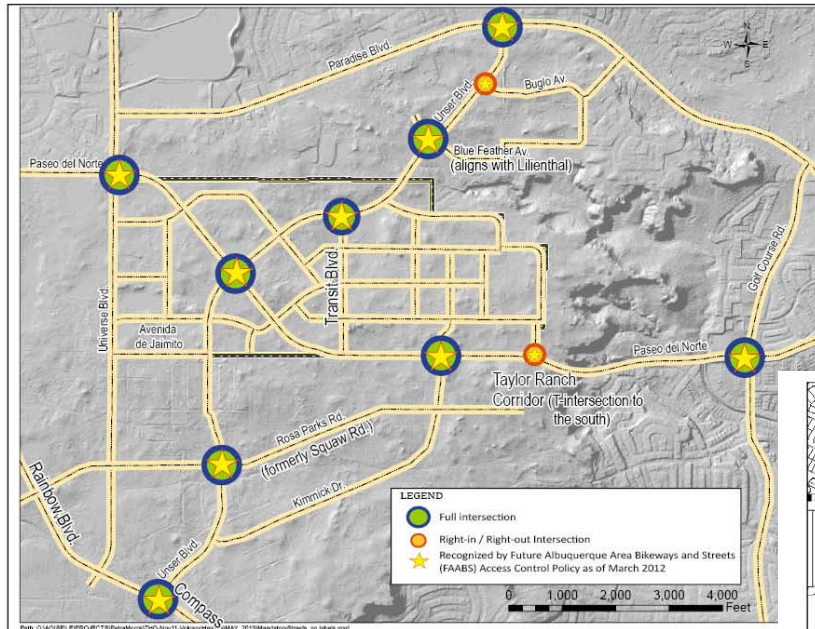 N
W E
S
Paradise Blvd.
Unser Blvd.
Buglo Av.
Blue Feather Av.
(aligns with Lilienthal)
Paseo del Norte
Transit Blvd.
Universe Blvd.
Golf Course Rd.
Avenida
de Jaimito
Paseo del Norte
Taylor Ranch
Corridor (T-intersection to
the south)
Rosa Parks Rd.
(formerly Squaw Rd.)
Kimmick Dr.
Rainbow Blvd.
Unser Blvd.
Compass
LEGEND
Full intersection
Right-in / Right-out Intersection
Recognized by Future Albuquerque Area Bikeways and Streets
(FAABS) Access Control Policy as of March 2012
0 1,000 2,000 3,000 4,000
Feet